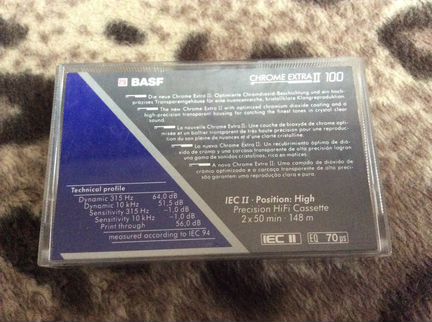 BASF
CHROME EXTRA II 100
Die neue Chrome Extra II: Optimierte Chromdioxid-Beschichtung und ein hoch-
präzises Transparentgehäuse für eine nuancenreiche, kristallklare Klangreproduktion.
The new Chrome Extra II with optimized chromium dioxide coating and a
high-precision transparent housing for catching the finest tones in crystal clear
sound.
La nouvelle Chrome Extra II: Une couche de bioxyde de chrome opti-
misée et un boîtier transparent de très haute précision pour une reproduc-
tion du son pleine de nuances et d'une clarté cristalline.
La nueva Chrome Extra II: Un recubrimiento óptimo de dió-
xido de cromo y una carcasa transparente de alta precisión logran
una gama de sonidos cristalinos, rica en matices.
A nova Chrome Extra II: Uma camada de dióxido de
cromo optimizado e a carcaça transparente de alta preci-
são garantem uma reprodução clara e pura.
Technical profile
Dynamic 315 Hz 64,0 dB
Dynamic 10 kHz 51,5 dB
Sensitivity 315 Hz -1,0 dB
Sensitivity 10 kHz -1,0 dB
Print through 56,0 dB
measured according to IEC 94
IEC II · Position: High
Precision HiFi Cassette
2 x 50 min · 148 m
IEC II EQ 70 µs